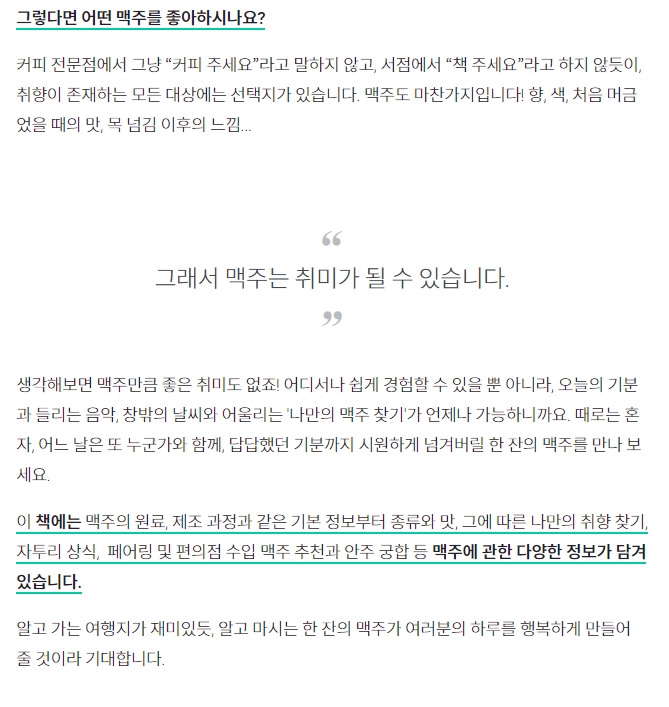 그렇다면 어떤 맥주를 좋아하시나요?
커피 전문점에서 그냥 “커피 주세요”라고 말하지 않고, 서점에서 “책 주세요”라고 하지 않듯이,
취향이 존재하는 모든 대상에는 선택지가 있습니다. 맥주도 마찬가지입니다! 향, 색, 처음 머금
었을 때의 맛, 목 넘김 이후의 느낌...
“
그래서 맥주는 취미가 될 수 있습니다.
”
생각해보면 맥주만큼 좋은 취미도 없죠! 어디서나 쉽게 경험할 수 있을 뿐 아니라, 오늘의 기분
과 들리는 음악, 창밖의 날씨와 어울리는 '나만의 맥주 찾기'가 언제나 가능하니까요. 때로는 혼
자, 어느 날은 또 누군가와 함께, 답답했던 기분까지 시원하게 넘겨버릴 한 잔의 맥주를 만나 보
세요.
이 책에는 맥주의 원료, 제조 과정과 같은 기본 정보부터 종류와 맛, 그에 따른 나만의 취향 찾기,
자투리 상식, 페어링 및 편의점 수입 맥주 추천과 안주 궁합 등 맥주에 관한 다양한 정보가 담겨
있습니다.
알고 가는 여행지가 재미있듯, 알고 마시는 한 잔의 맥주가 여러분의 하루를 행복하게 만들어
줄 것이라 기대합니다.